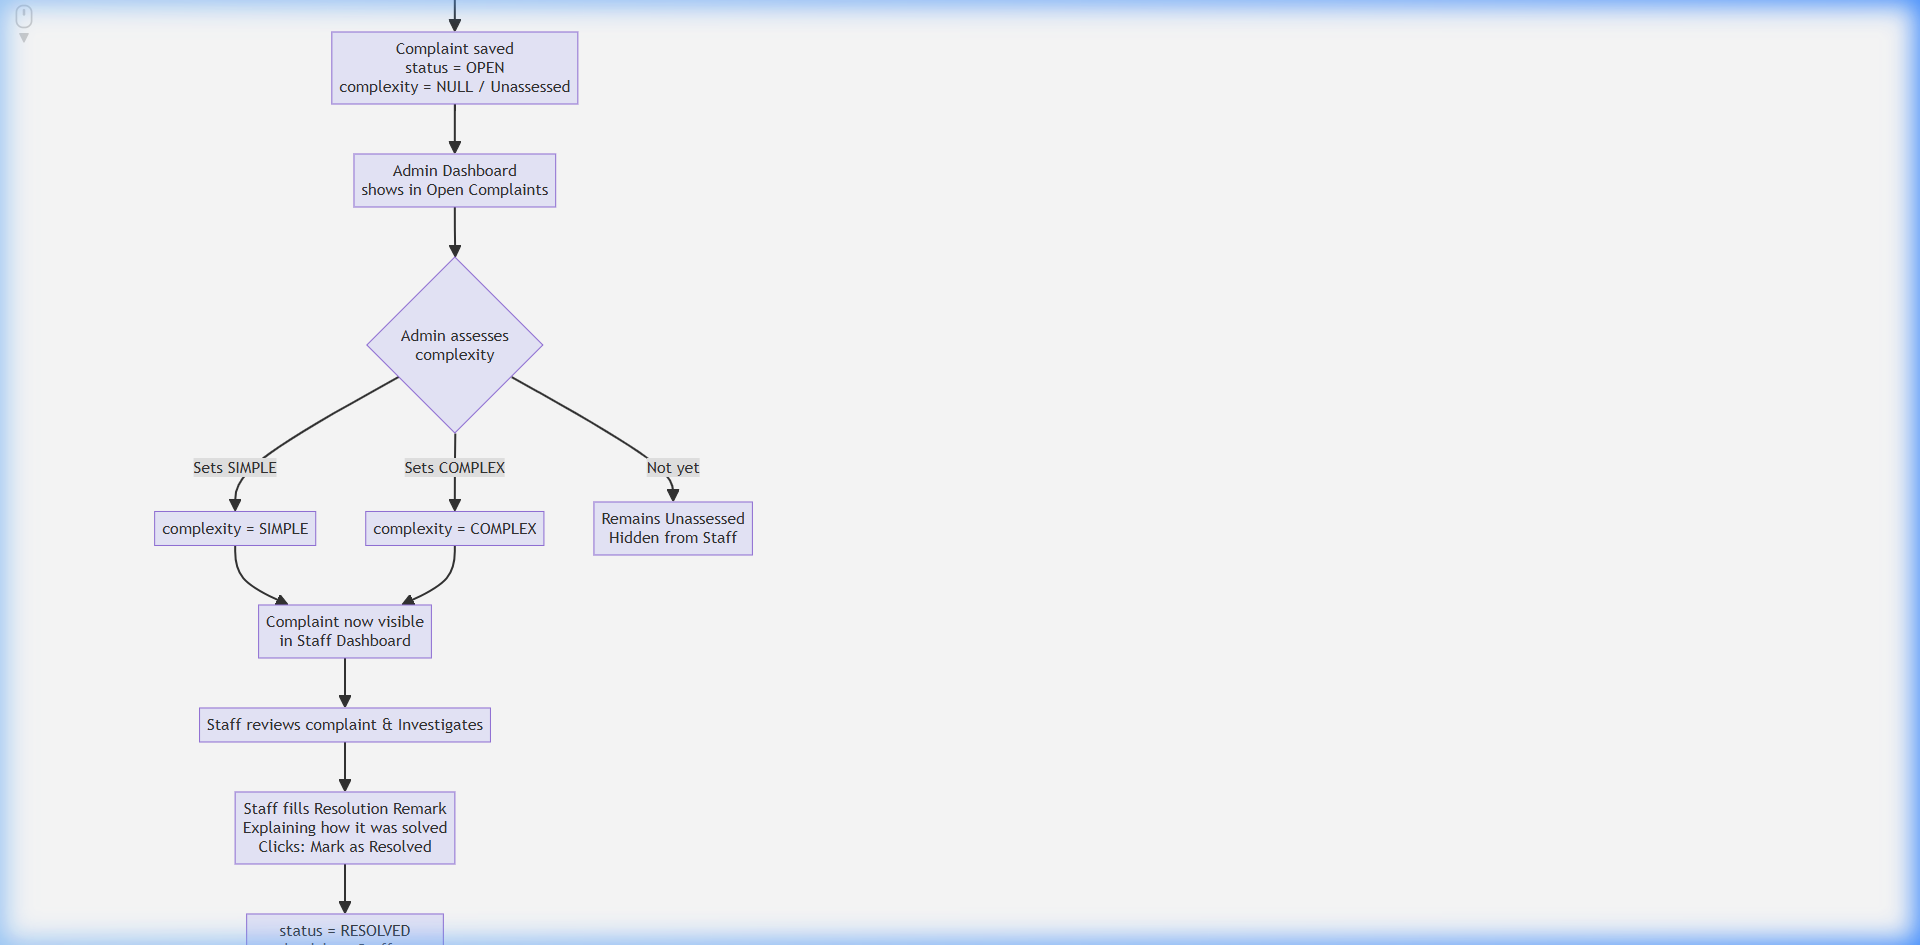 Complaint saved
status = OPEN
complexity = NULL / Unassessed
Admin Dashboard
shows in Open Complaints
Admin assesses
complexity
Sets SIMPLE
Sets COMPLEX
Not yet
complexity = SIMPLE
complexity = COMPLEX
Remains Unassessed
Hidden from Staff
Complaint now visible
in Staff Dashboard
Staff reviews complaint & Investigates
Staff fills Resolution Remark
Explaining how it was solved
Clicks: Mark as Resolved
status = RESOLVED